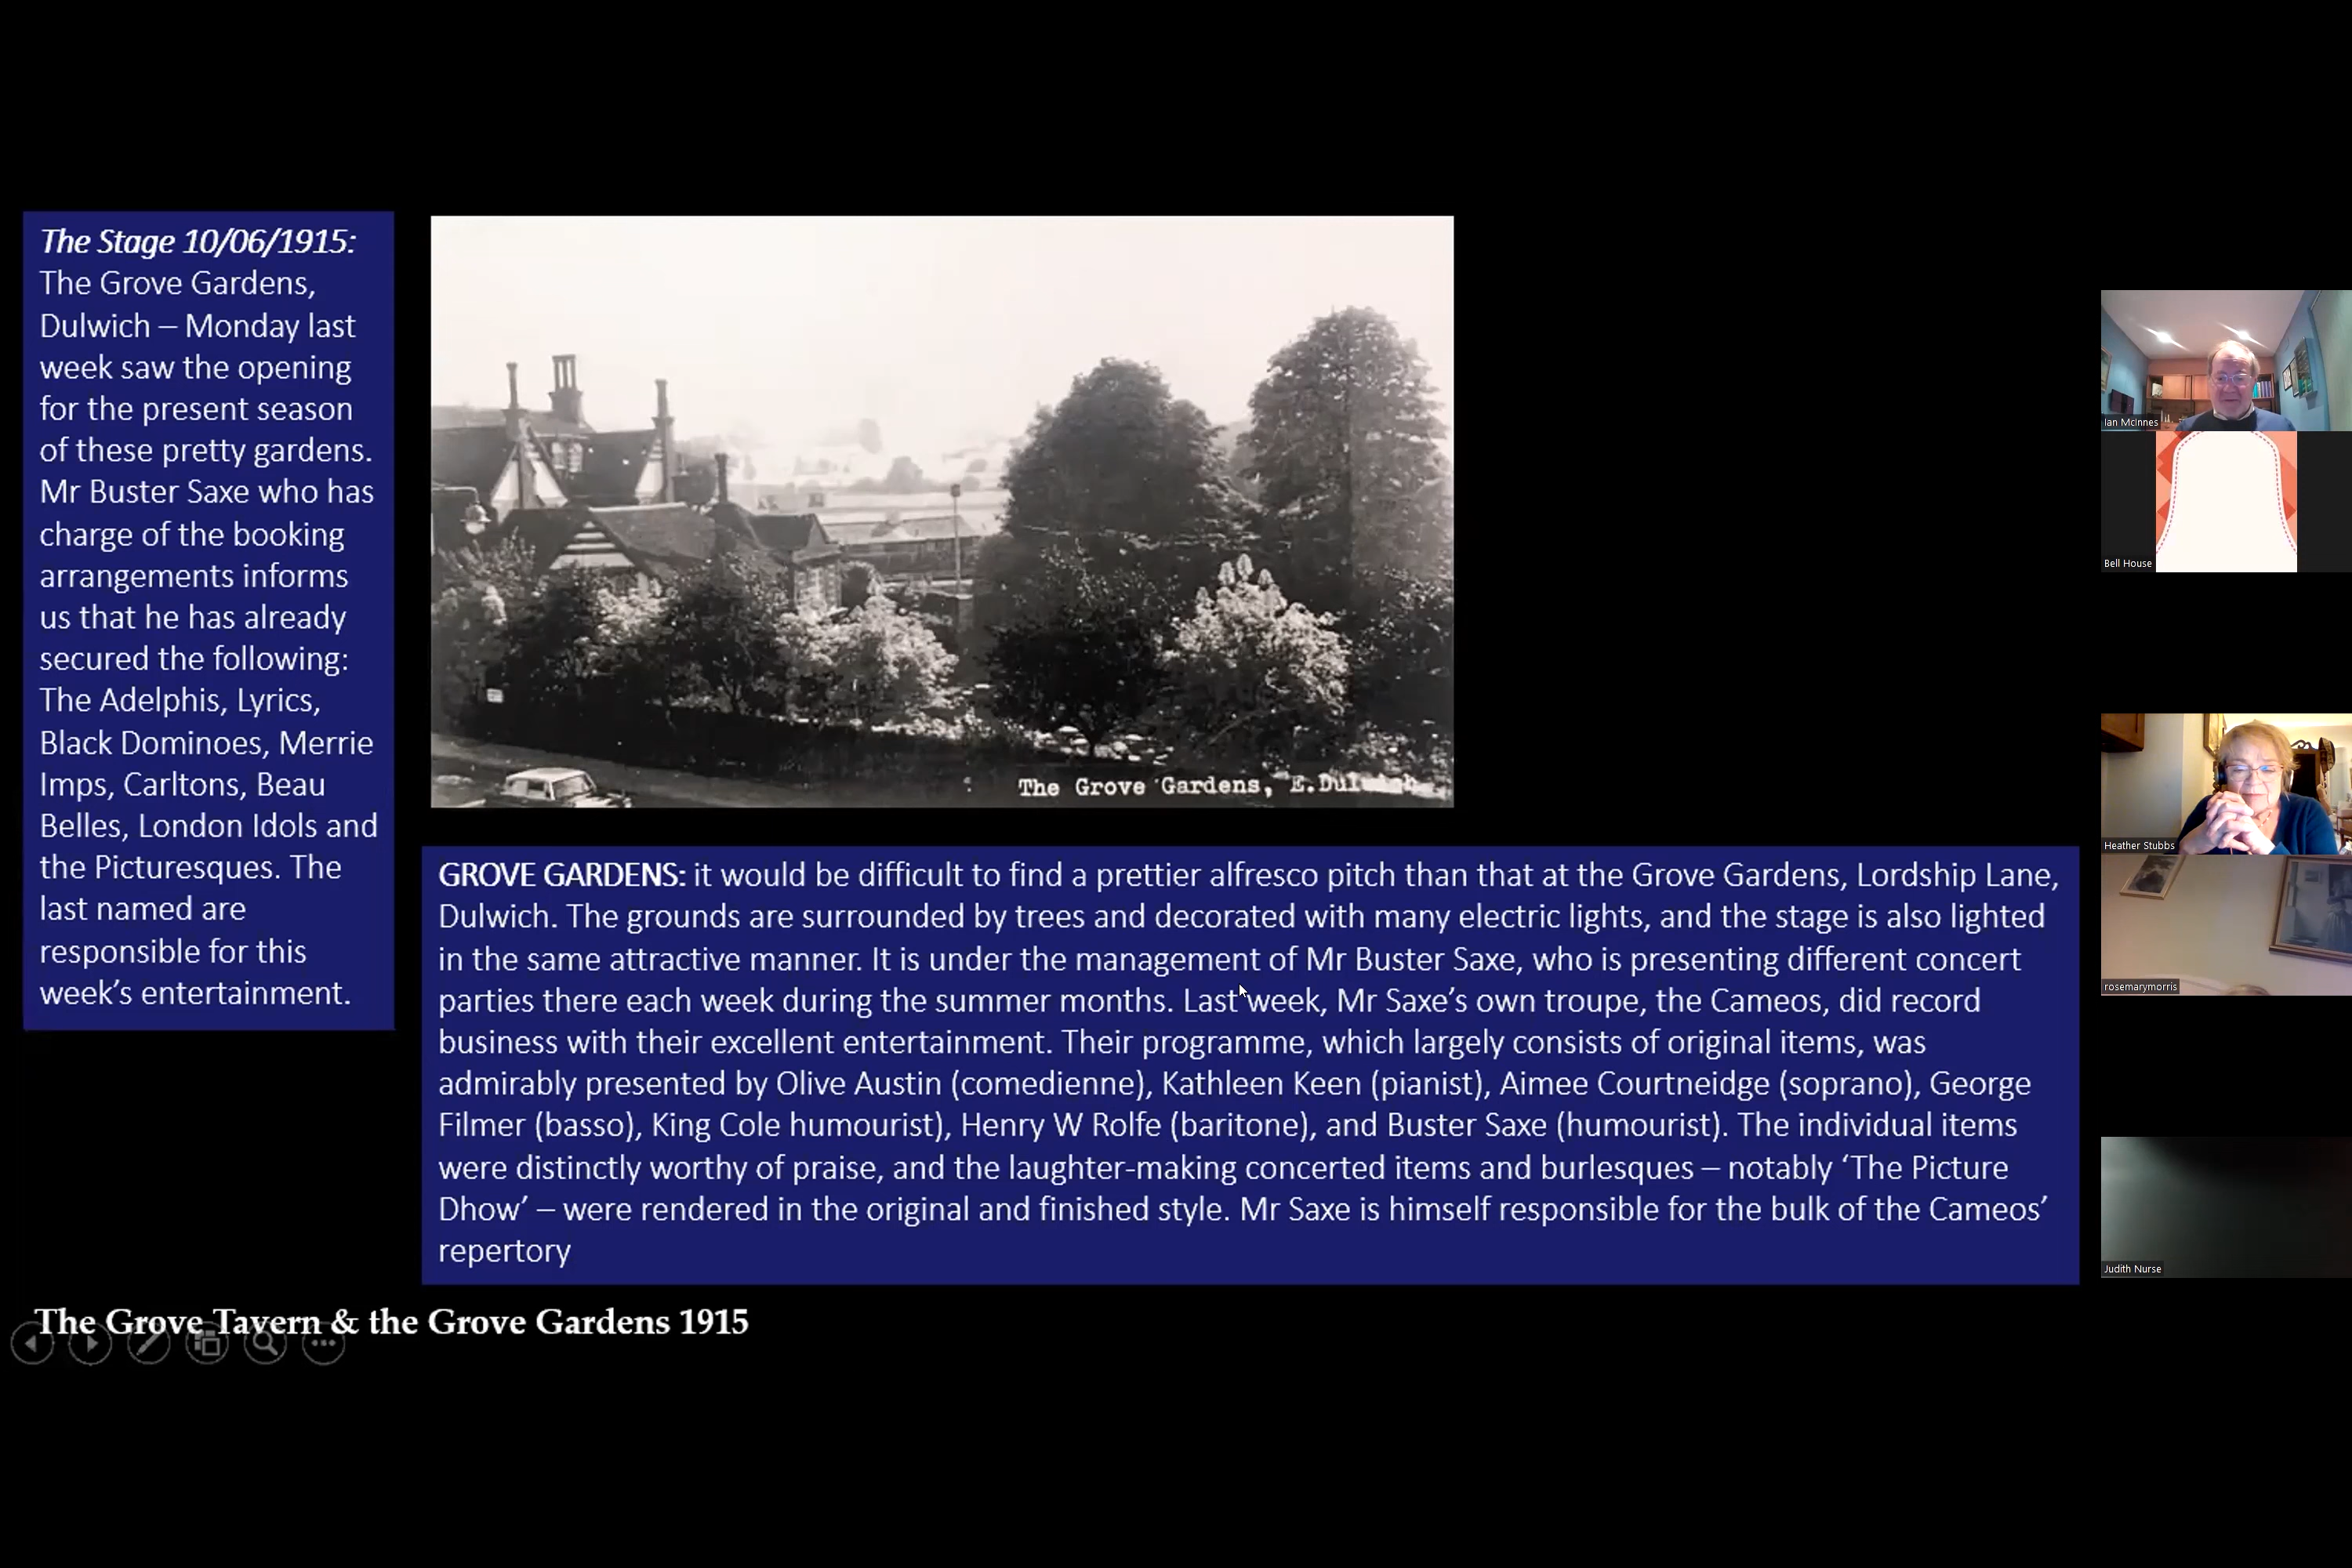 The Stage 10/06/1915:
The Grove Gardens,
Dulwich – Monday last
week saw the opening
for the present season
of these pretty gardens.
Mr Buster Saxe who has
charge of the booking
arrangements informs
us that he has already
secured the following:
The Adelphis, Lyrics,
Black Dominoes, Merrie
Imps, Carltons, Beau
Belles, London Idols and
the Picturesques. The
last named are
responsible for this
week’s entertainment.
The Grove Gardens, E.Dulwich.
GROVE GARDENS: it would be difficult to find a prettier alfresco pitch than that at the Grove Gardens, Lordship Lane,
Dulwich. The grounds are surrounded by trees and decorated with many electric lights, and the stage is also lighted
in the same attractive manner. It is under the management of Mr Buster Saxe, who is presenting different concert
parties there each week during the summer months. Last week, Mr Saxe’s own troupe, the Cameos, did record
business with their excellent entertainment. Their programme, which largely consists of original items, was
admirably presented by Olive Austin (comedienne), Kathleen Keen (pianist), Aimee Courtneidge (soprano), George
Filmer (basso), King Cole humourist), Henry W Rolfe (baritone), and Buster Saxe (humourist). The individual items
were distinctly worthy of praise, and the laughter-making concerted items and burlesques – notably ‘The Picture
Dhow’ – were rendered in the original and finished style. Mr Saxe is himself responsible for the bulk of the Cameos’
repertory
The Grove Tavern & the Grove Gardens 1915
Ian McInnes
Bell House
Heather Stubbs
rosemarymorris
Judith Nurse